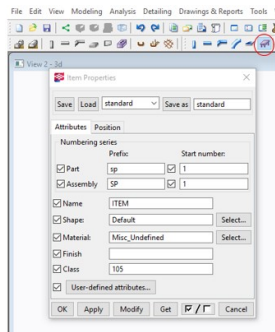 File Edit View Modeling Analysis Detailing Drawings & Reports Tools
View 2 - 3d
Item Properties
Save Load standard Save as standard
Attributes Position
Numbering series
Prefix: Start number:
Part sp 1
Assembly SP 1
Name ITEM
Shape: Default Select...
Material: Misc_Undefined Select...
Finish
Class 105
User-defined attributes...
OK Apply Modify Get Cancel